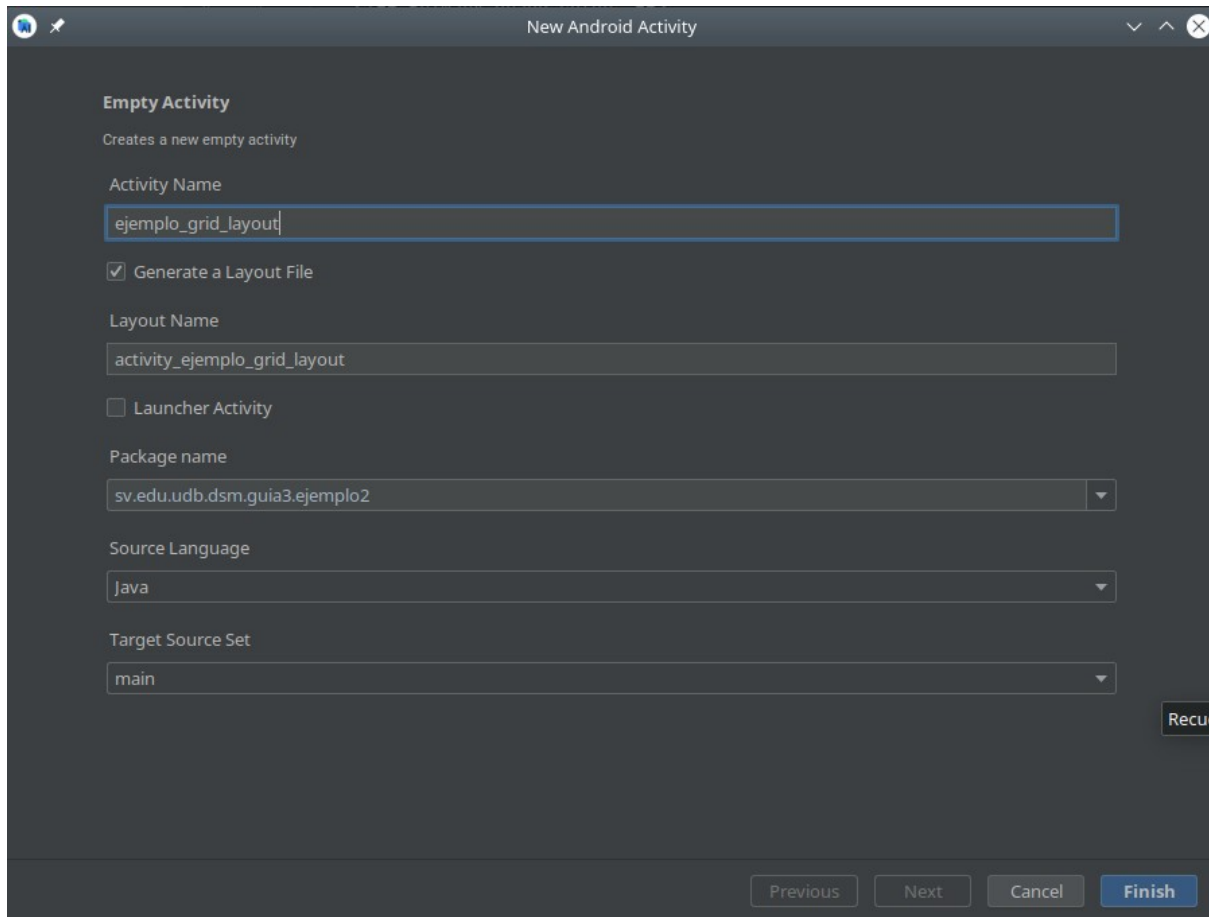 New Android Activity
Empty Activity
Creates a new empty activity
Activity Name
ejemplo_grid_layout
Generate a Layout File
Layout Name
activity_ejemplo_grid_layout
Launcher Activity
Package name
sv.edu.udb.dsm.guia3.ejemplo2
Source Language
Java
Target Source Set
main
Recu
Previous Next Cancel Finish